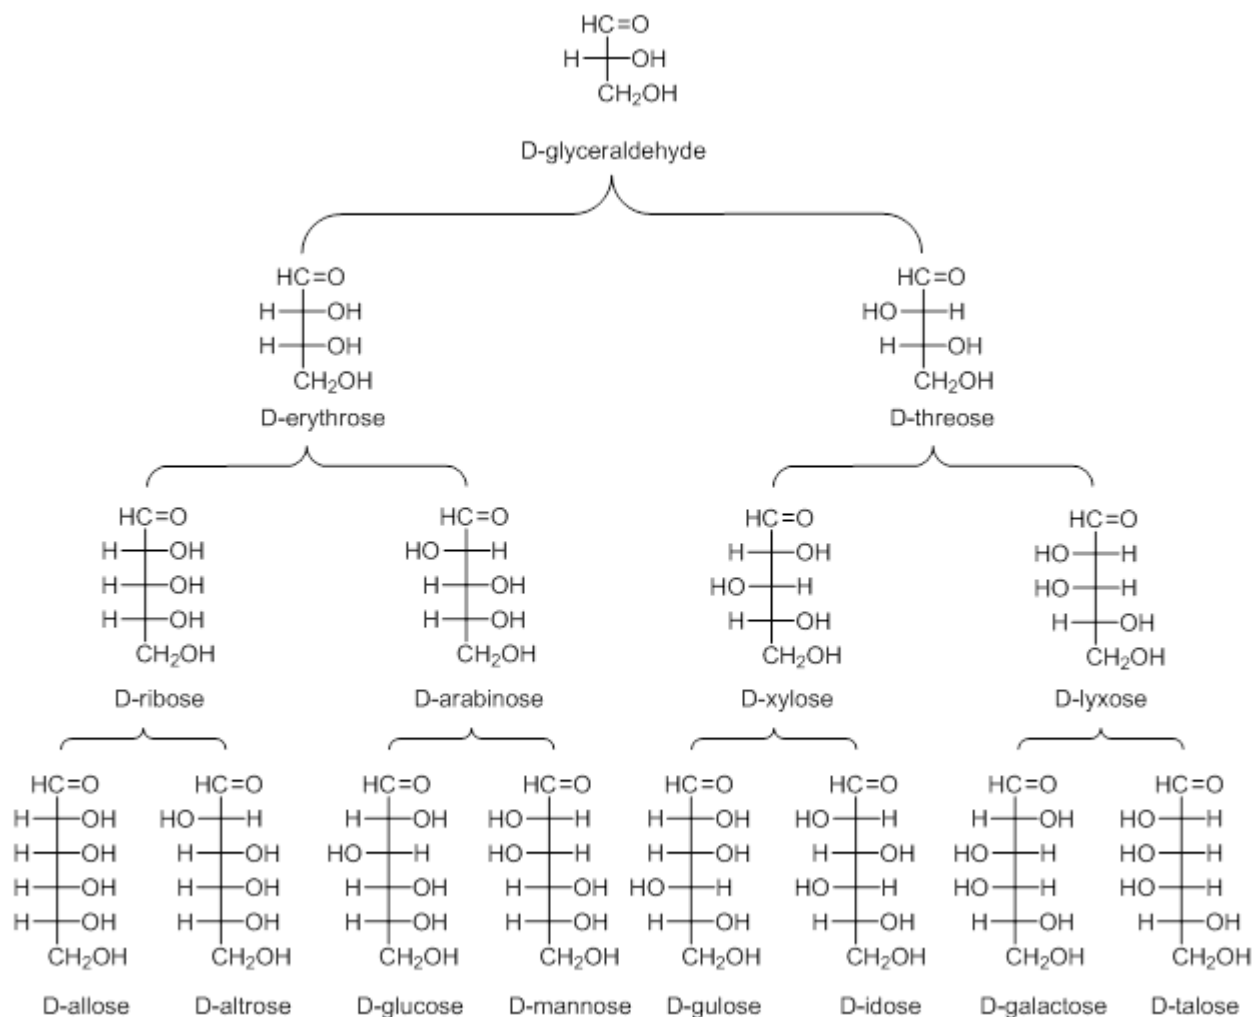 HC=O
H OH
CH₂OH
D-glyceraldehyde
HC=O HC=O
H OH HO H
H OH H OH
CH₂OH CH₂OH
D-erythrose D-threose
HC=O HC=O HC=O HC=O
H OH HO H H OH HO H
H OH H OH HO H HO H
H OH H OH H OH H OH
CH₂OH CH₂OH CH₂OH CH₂OH
D-ribose D-arabinose D-xylose D-lyxose
HC=O HC=O HC=O HC=O HC=O HC=O HC=O HC=O
H OH HO H H OH HO H H OH HO H H OH HO H
H OH H OH HO H HO H H OH H OH HO H HO H
H OH H OH H OH H OH HO H HO H HO H HO H
H OH H OH H OH H OH H OH H OH H OH H OH
CH₂OH CH₂OH CH₂OH CH₂OH CH₂OH CH₂OH CH₂OH CH₂OH
D-allose D-altrose D-glucose D-mannose D-gulose D-idose D-galactose D-talose